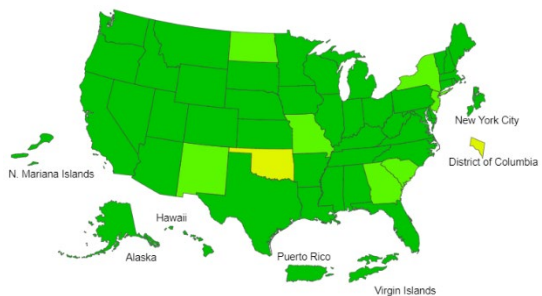 New York City
District of Columbia
N. Mariana Islands
Hawaii
Alaska
Puerto Rico
Virgin Islands